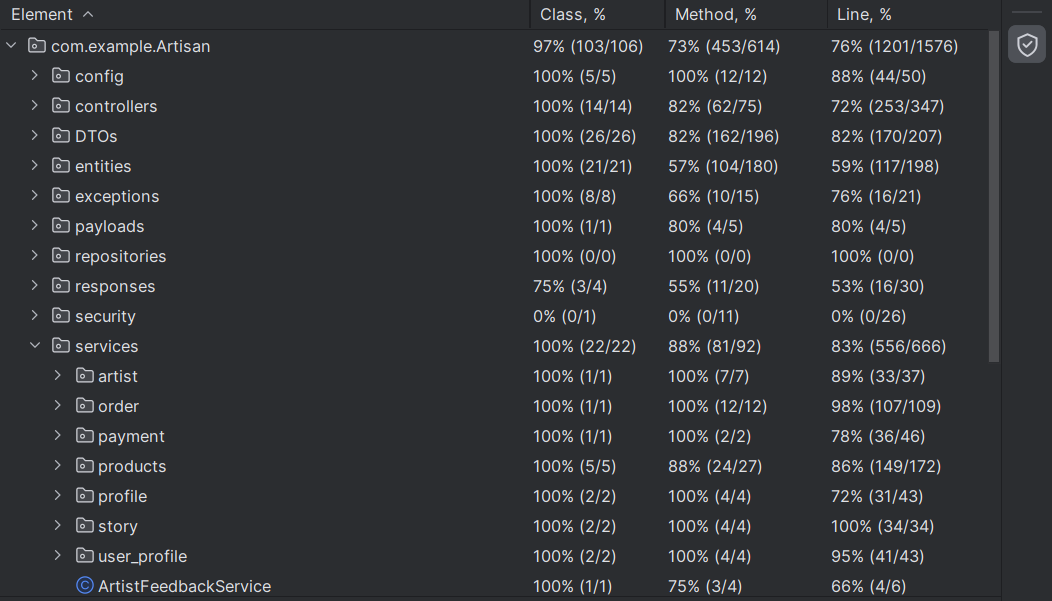 Element Class, % Method, % Line, %
com.example.Artisan 97% (103/106) 73% (453/614) 76% (1201/1576)
config 100% (5/5) 100% (12/12) 88% (44/50)
controllers 100% (14/14) 82% (62/75) 72% (253/347)
DTOs 100% (26/26) 82% (162/196) 82% (170/207)
entities 100% (21/21) 57% (104/180) 59% (117/198)
exceptions 100% (8/8) 66% (10/15) 76% (16/21)
payloads 100% (1/1) 80% (4/5) 80% (4/5)
repositories 100% (0/0) 100% (0/0) 100% (0/0)
responses 75% (3/4) 55% (11/20) 53% (16/30)
security 0% (0/1) 0% (0/11) 0% (0/26)
services 100% (22/22) 88% (81/92) 83% (556/666)
artist 100% (1/1) 100% (7/7) 89% (33/37)
order 100% (1/1) 100% (12/12) 98% (107/109)
payment 100% (1/1) 100% (2/2) 78% (36/46)
products 100% (5/5) 88% (24/27) 86% (149/172)
profile 100% (2/2) 100% (4/4) 72% (31/43)
story 100% (2/2) 100% (4/4) 100% (34/34)
user_profile 100% (2/2) 100% (4/4) 95% (41/43)
ArtistFeedbackService 100% (1/1) 75% (3/4) 66% (4/6)